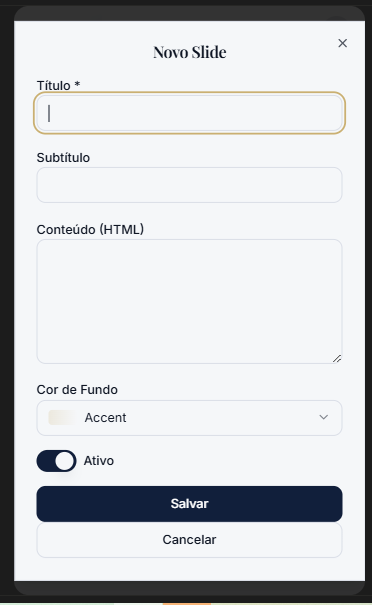 Novo Slide
Título *
Subtítulo
Conteúdo (HTML)
Cor de Fundo
Accent
Ativo
Salvar
Cancelar